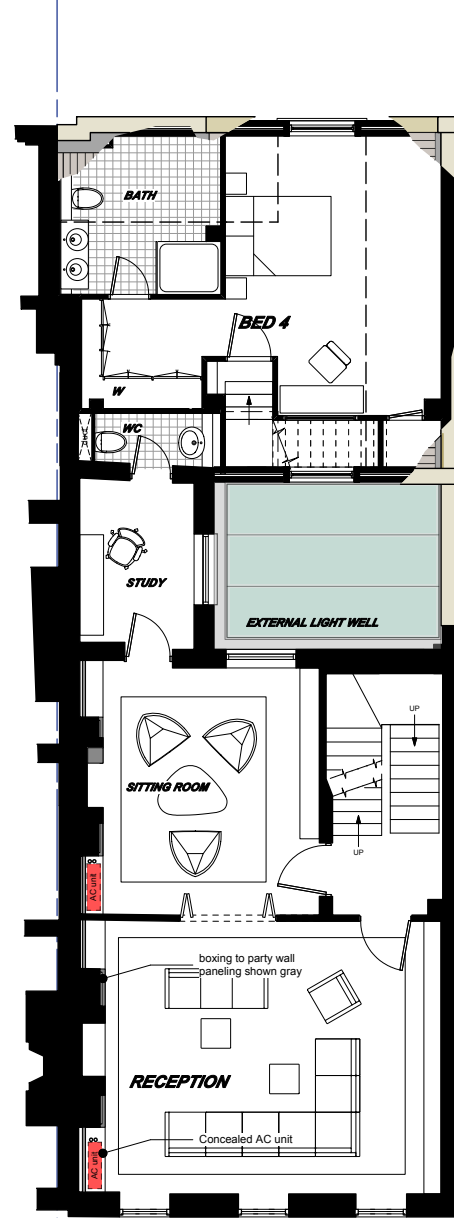 BATH
BED 4
W
WC
STUDY
EXTERNAL LIGHT WELL
UP
SITTING ROOM
UP
AC unit
boxing to party wall
paneling shown gray
RECEPTION
Concealed AC unit
AC unit